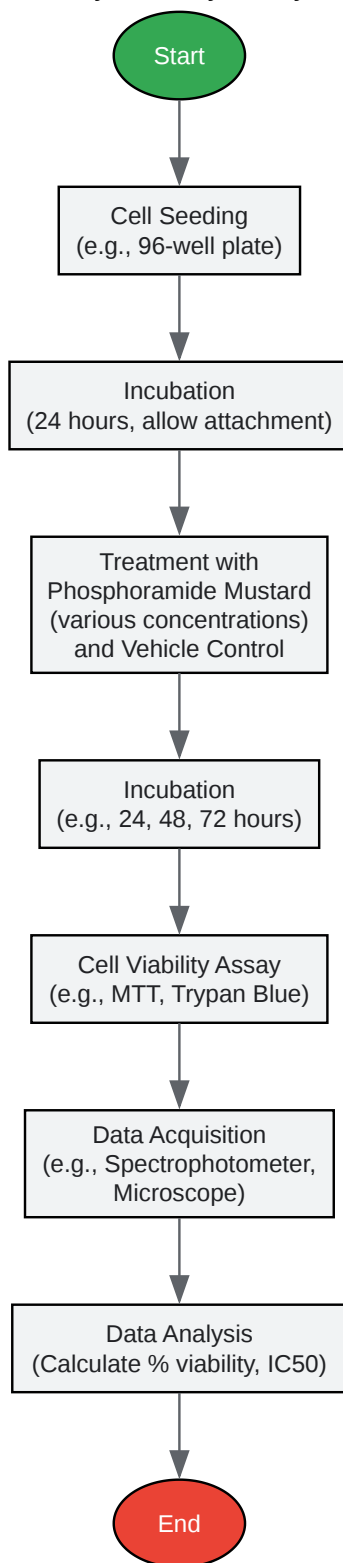 Start
Cell Seeding
(e.g., 96-well plate)
Incubation
(24 hours, allow attachment)
Treatment with
Phosphoramide Mustard
(various concentrations)
and Vehicle Control
Incubation
(e.g., 24, 48, 72 hours)
Cell Viability Assay
(e.g., MTT, Trypan Blue)
Data Acquisition
(e.g., Spectrophotometer,
Microscope)
Data Analysis
(Calculate % viability, IC50)
End